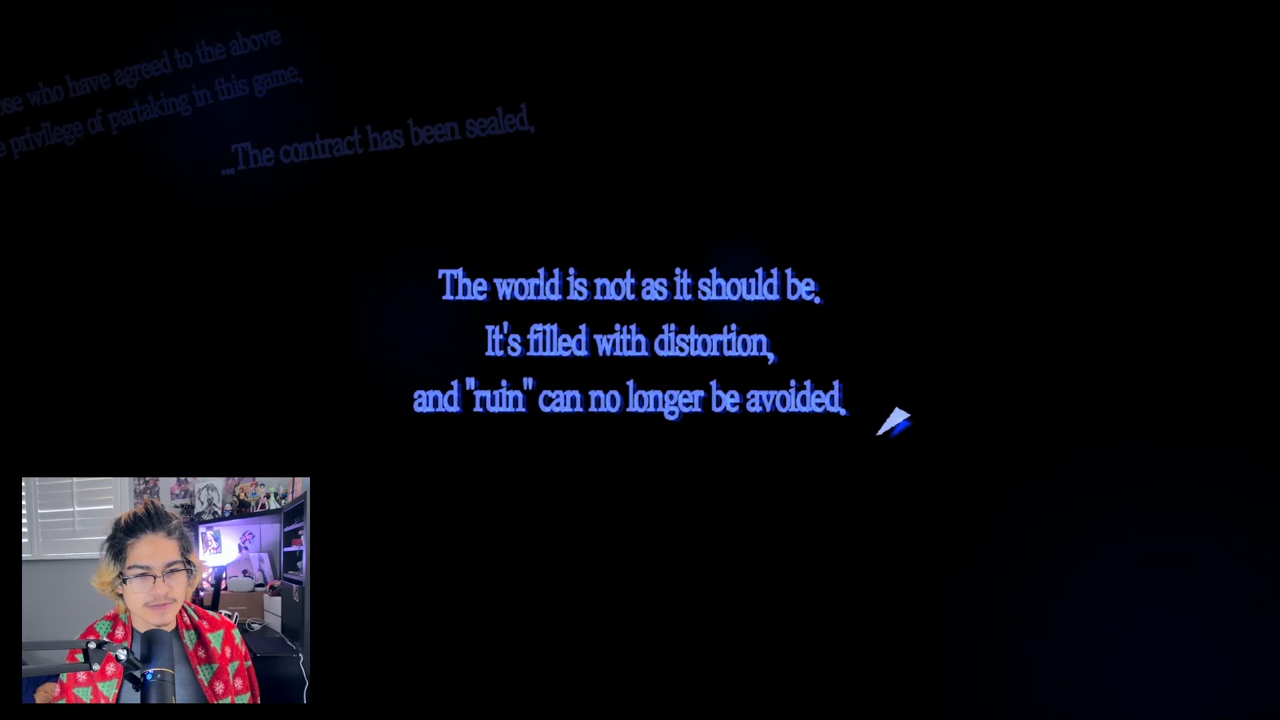 who have agreed to the above
privilege of partaking in this game.
...The contract has been sealed.
The world is not as it should be.
It's filled with distortion,
and "ruin" can no longer be avoided.